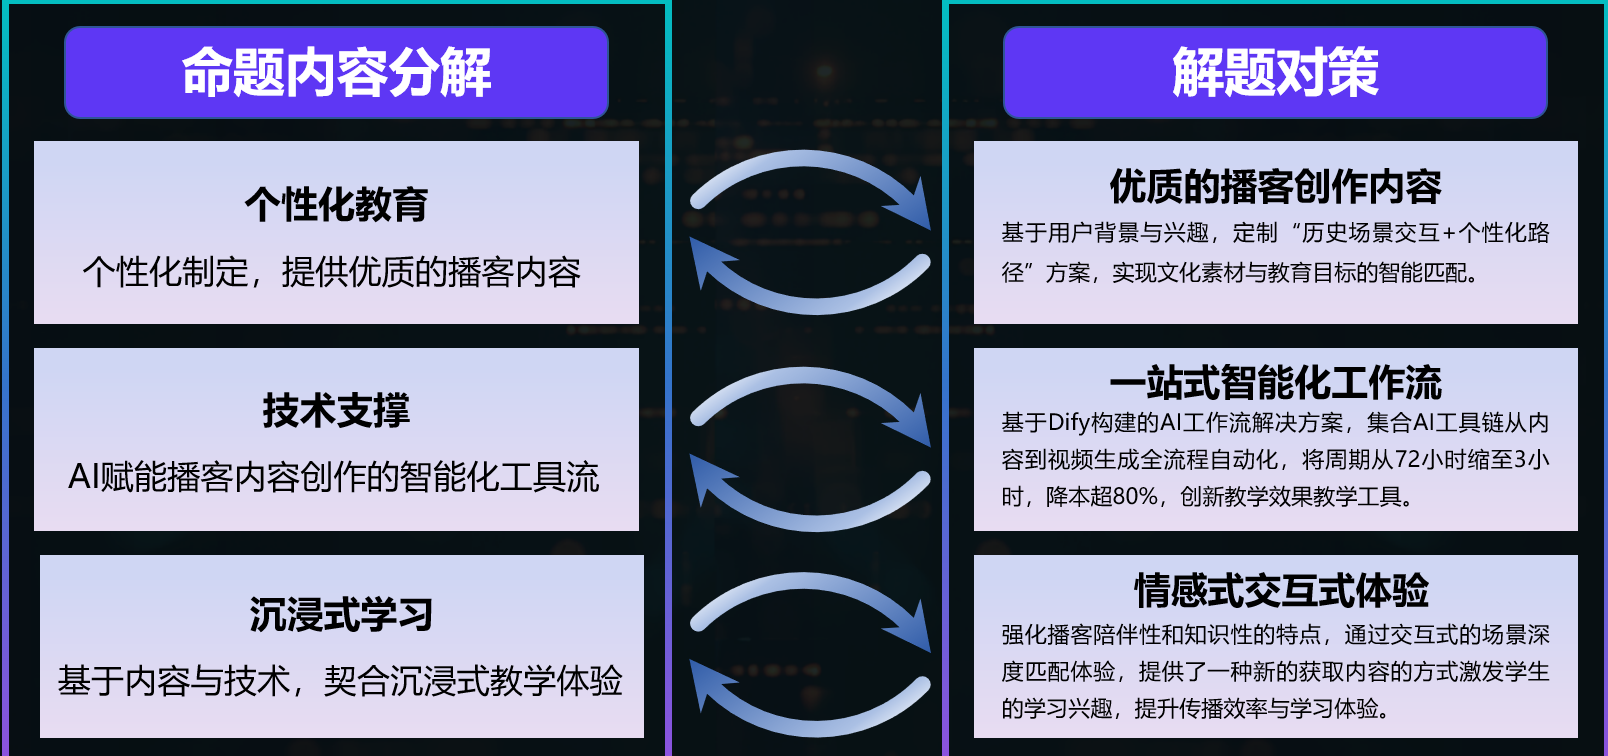 命题内容分解
个性化教育
个性化制定，提供优质的播客内容
技术支撑
AI赋能播客内容创作的智能化工具流
沉浸式学习
基于内容与技术，契合沉浸式教学体验
解题对策
优质的播客创作内容
基于用户背景与兴趣，定制“历史场景交互+个性化路
径”方案，实现文化素材与教育目标的智能匹配。
一站式智能化工作流
基于Dify构建的AI工作流解决方案，集合AI工具链从内
容到视频生成全流程自动化，将周期从72小时缩至3小
时，降本超80%，创新教学效果教学工具。
情感式交互式体验
强化播客陪伴性和知识性的特点，通过交互式的场景深
度匹配体验，提供了一种新的获取内容的方式激发学生
的学习兴趣，提升传播效率与学习体验。